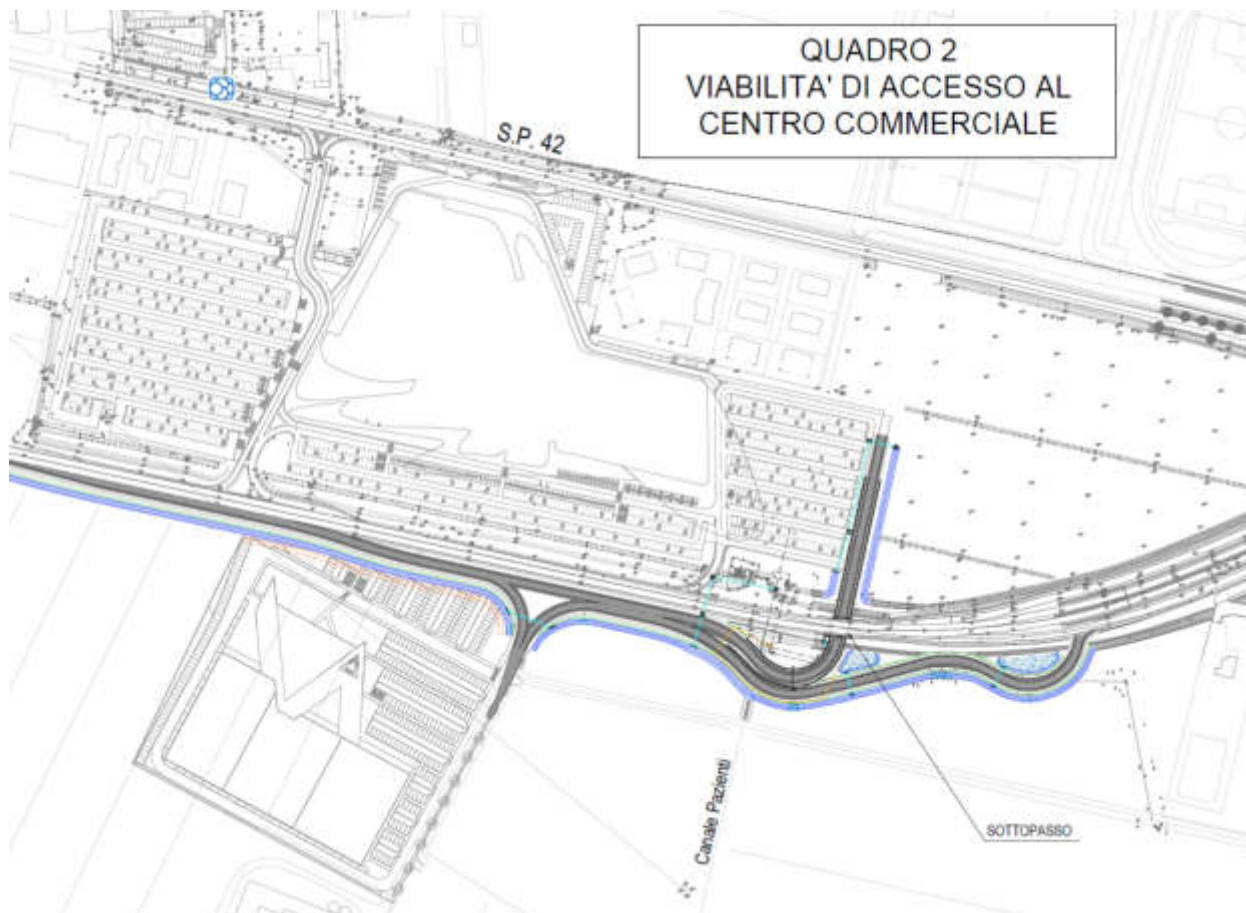 QUADRO 2
VIABILITA' DI ACCESSO AL
CENTRO COMMERCIALE
S.P. 42
Canale Pazienti
SOTTOPASSO